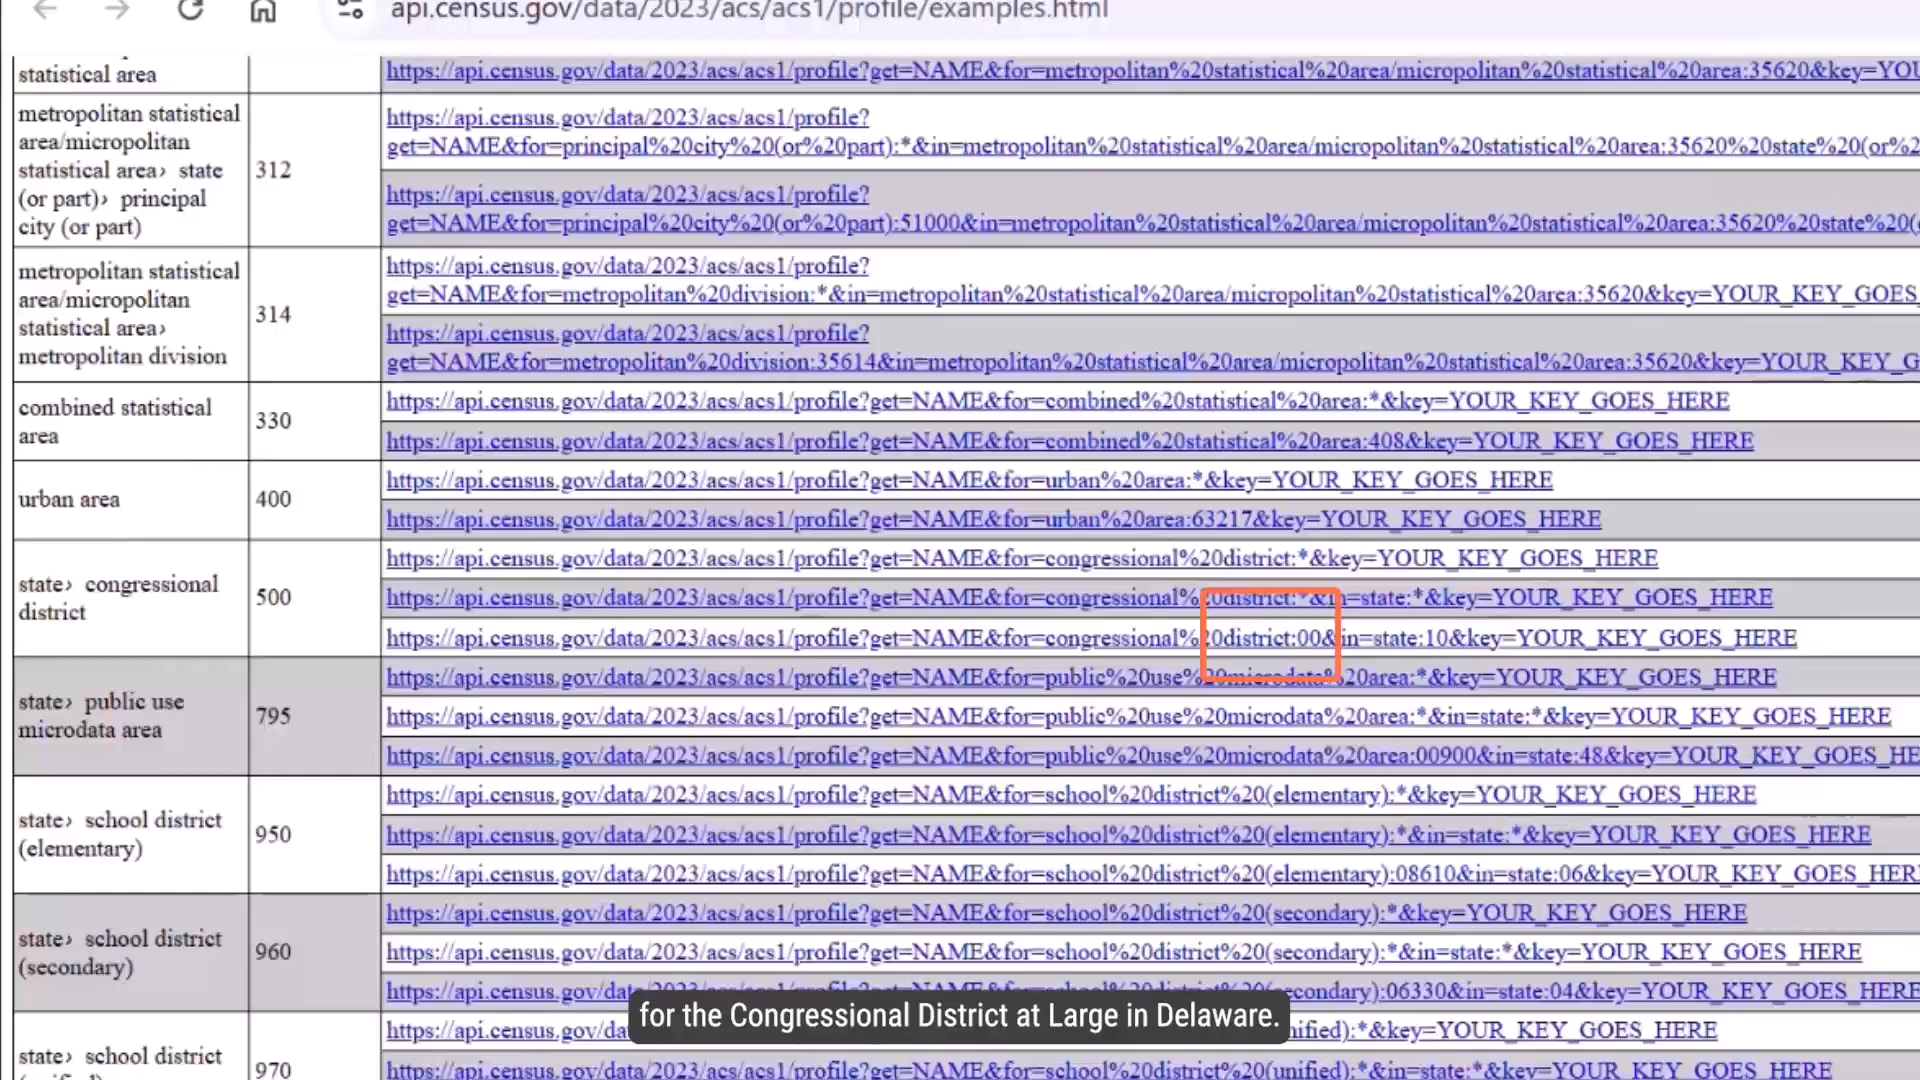 api.census.gov/data/2023/acs/acs1/profile/examples.html
statistical area
https://api.census.gov/data/2023/acs/acs1/profile?get=NAME&for=metropolitan%20statistical%20area/micropolitan%20statistical%20area:35620&key=YOU
metropolitan statistical
area/micropolitan
statistical area› state
(or part)› principal
city (or part)
312
https://api.census.gov/data/2023/acs/acs1/profile?
get=NAME&for=principal%20city%20(or%20part):*&in=metropolitan%20statistical%20area/micropolitan%20statistical%20area:35620%20state%20(or%2
https://api.census.gov/data/2023/acs/acs1/profile?
get=NAME&for=principal%20city%20(or%20part):51000&in=metropolitan%20statistical%20area/micropolitan%20statistical%20area:35620%20state%20(
metropolitan statistical
area/micropolitan
statistical area›
metropolitan division
314
https://api.census.gov/data/2023/acs/acs1/profile?
get=NAME&for=metropolitan%20division:*&in=metropolitan%20statistical%20area/micropolitan%20statistical%20area:35620&key=YOUR_KEY_GOES_
https://api.census.gov/data/2023/acs/acs1/profile?
get=NAME&for=metropolitan%20division:35614&in=metropolitan%20statistical%20area/micropolitan%20statistical%20area:35620&key=YOUR_KEY_G
combined statistical
area
330
https://api.census.gov/data/2023/acs/acs1/profile?get=NAME&for=combined%20statistical%20area:*&key=YOUR_KEY_GOES_HERE
https://api.census.gov/data/2023/acs/acs1/profile?get=NAME&for=combined%20statistical%20area:408&key=YOUR_KEY_GOES_HERE
urban area
400
https://api.census.gov/data/2023/acs/acs1/profile?get=NAME&for=urban%20area:*&key=YOUR_KEY_GOES_HERE
https://api.census.gov/data/2023/acs/acs1/profile?get=NAME&for=urban%20area:63217&key=YOUR_KEY_GOES_HERE
state› congressional
district
500
https://api.census.gov/data/2023/acs/acs1/profile?get=NAME&for=congressional%20district:*&key=YOUR_KEY_GOES_HERE
https://api.census.gov/data/2023/acs/acs1/profile?get=NAME&for=congressional%20district:*&in=state:*&key=YOUR_KEY_GOES_HERE
https://api.census.gov/data/2023/acs/acs1/profile?get=NAME&for=congressional%20district:00&in=state:10&key=YOUR_KEY_GOES_HERE
state› public use
microdata area
795
https://api.census.gov/data/2023/acs/acs1/profile?get=NAME&for=public%20use%20microdata%20area:*&key=YOUR_KEY_GOES_HERE
https://api.census.gov/data/2023/acs/acs1/profile?get=NAME&for=public%20use%20microdata%20area:*&in=state:*&key=YOUR_KEY_GOES_HERE
https://api.census.gov/data/2023/acs/acs1/profile?get=NAME&for=public%20use%20microdata%20area:00900&in=state:48&key=YOUR_KEY_GOES_HE
state› school district
(elementary)
950
https://api.census.gov/data/2023/acs/acs1/profile?get=NAME&for=school%20district%20(elementary):*&key=YOUR_KEY_GOES_HERE
https://api.census.gov/data/2023/acs/acs1/profile?get=NAME&for=school%20district%20(elementary):*&in=state:*&key=YOUR_KEY_GOES_HERE
https://api.census.gov/data/2023/acs/acs1/profile?get=NAME&for=school%20district%20(elementary):08610&in=state:06&key=YOUR_KEY_GOES_HER
state› school district
(secondary)
960
https://api.census.gov/data/2023/acs/acs1/profile?get=NAME&for=school%20district%20(secondary):*&key=YOUR_KEY_GOES_HERE
https://api.census.gov/data/2023/acs/acs1/profile?get=NAME&for=school%20district%20(secondary):*&in=state:*&key=YOUR_KEY_GOES_HERE
https://api.census.gov/da econdary):06330&in=state:04&key=YOUR_KEY_GOES_HERE
for the Congressional District at Large in Delaware.
https://api.census.gov/da nified):*&key=YOUR_KEY_GOES_HERE
state› school district
970
https://api.census.gov/data/2023/acs/acs1/profile?get=NAME&for=school%20district%20(unified):*&in=state:*&key=YOUR_KEY_GOES_HERE